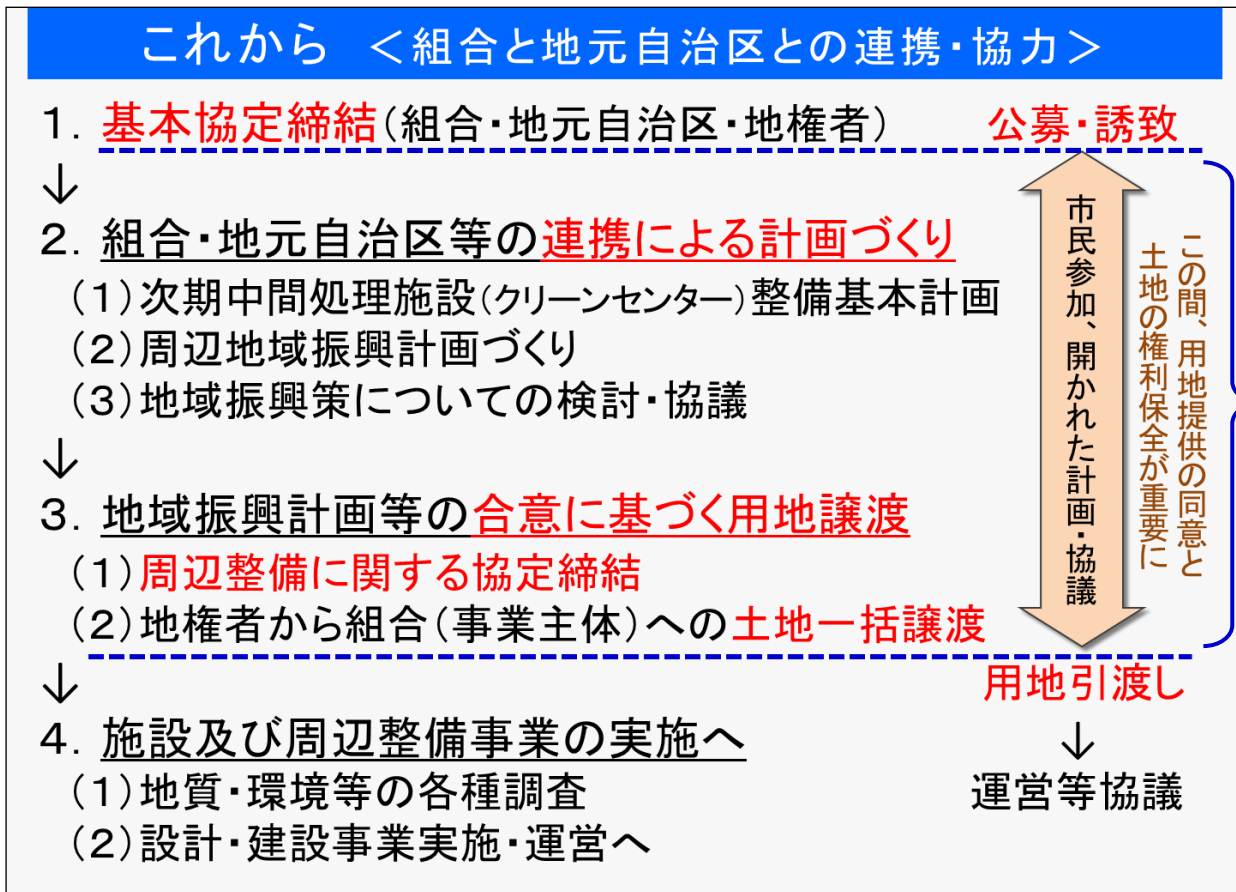 これから ＜組合と地元自治区との連携・協力＞
1. 基本協定締結(組合・地元自治区・地権者) 公募・誘致
↓
2. 組合・地元自治区等の連携による計画づくり
(1)次期中間処理施設(クリーンセンター)整備基本計画
(2)周辺地域振興計画づくり
(3)地域振興策についての検討・協議
↓
3. 地域振興計画等の合意に基づく用地譲渡
(1)周辺整備に関する協定締結
(2)地権者から組合(事業主体)への土地一括譲渡
↓
4. 施設及び周辺整備事業の実施へ
(1)地質・環境等の各種調査
(2)設計・建設事業実施・運営へ
市民参加、開かれた計画・協議
この間、用地提供の同意と
土地の権利保全が重要に
用地引渡し
↓
運営等協議